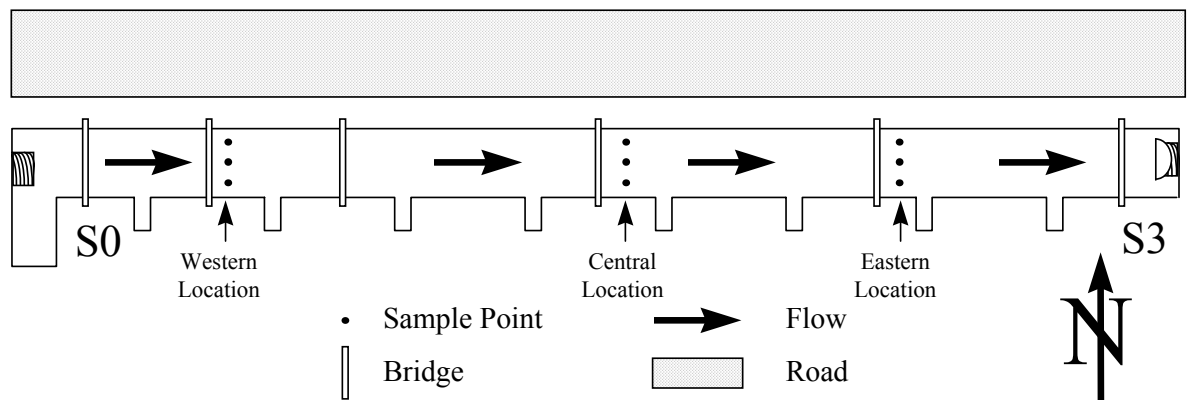 S0
S3
Western
Location
Central
Location
Eastern
Location
Sample Point
Flow
Bridge
Road
N